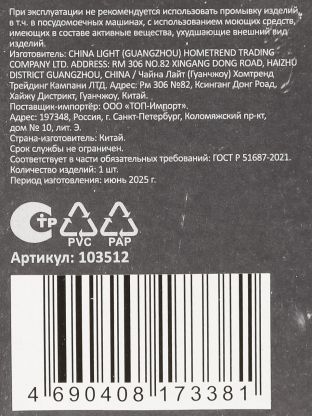 При эксплуатации не рекомендуется использовать промывку изделий,
в т.ч. в посудомоечных машинах, с использованием моющих средств,
имеющих в составе активные вещества, ухудшающие внешний вид
изделий.
Изготовитель: CHINA LIGHT (GUANGZHOU) HOMETREND TRADING
COMPANY LTD. ADDRESS: RM 306 NO.82 XINGANG DONG ROAD, HAIZHU
DISTRICT GUANGZHOU, CHINA / Чайна Лайт (Гуанчжоу) Хомтренд
Трейдинг Кампани ЛТД. Адрес: Рм 306 №82, Ксинганг Донг Роад,
Хайжу Дистрикт, Гуанчжоу, Китай.
Поставщик-импортёр: ООО «ТОП-Импорт».
Адрес: 197348, Россия, г. Санкт-Петербург, Коломяжский пр-кт,
дом № 10, лит. Э.
Страна-изготовитель: Китай.
Срок службы не ограничен.
Соответствует в части обязательных требований: ГОСТ Р 51687-2021.
Количество изделий: 1 шт.
Период изготовления: июнь 2025 г.
СТР
PVC PAP
Артикул: 103512
4 690408 173381